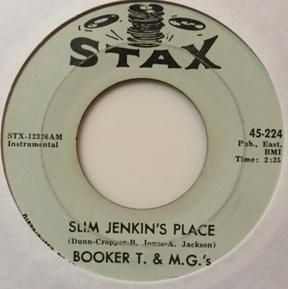 STAX
STX-12326AM
Instrumental
45-224
Pub., East,
BMI
Time: 2:25
SLIM JENKIN'S PLACE
(Dunn-Cropper-B. Jones-A. Jackson)
BOOKER T. & M.G.'s